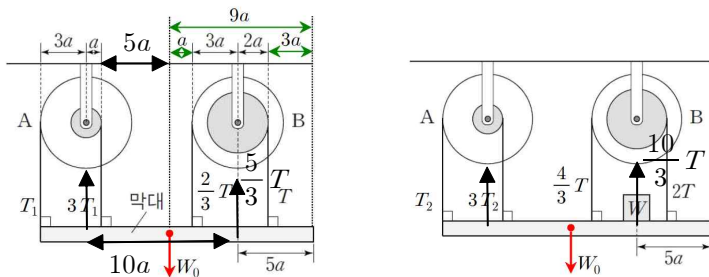 9a
3a a 5a a 3a 2a 3a
A B
T₁ 3T₁ 2/3 T 5/3 T T
막대
10a W₀ 5a
A B
T₂ 3T₂ 4/3 T 10/3 T 2T
W
W₀ 5a